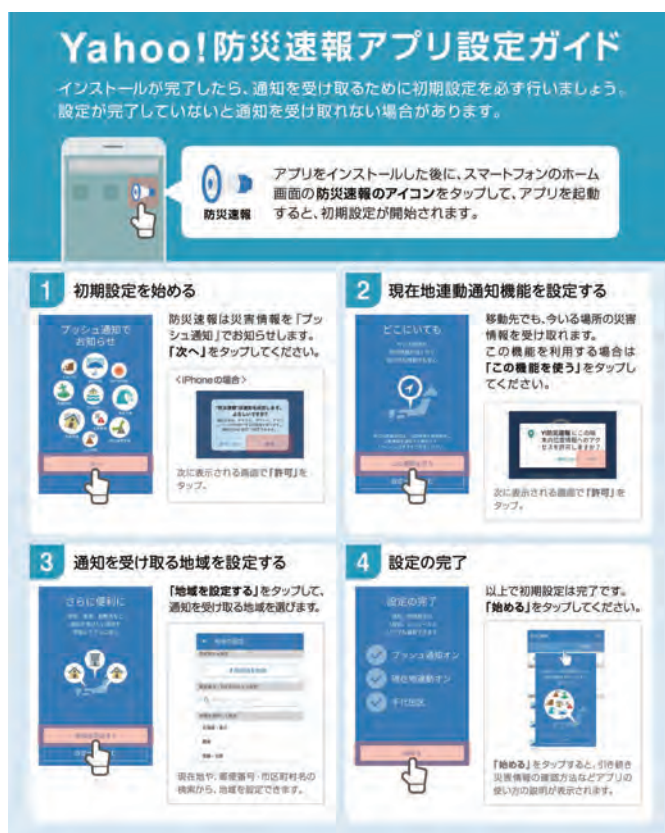 Yahoo!防災速報アプリ設定ガイド
インストールが完了したら、通知を受け取るために初期設定を必ず行いましょう。
設定が完了していないと通知を受け取れない場合があります。
防災速報
アプリをインストールした後に、スマートフォンのホーム
画面の防災速報のアイコンをタップして、アプリを起動
すると、初期設定が開始されます。
1 初期設定を始める
プッシュ通知で
お知らせ
防災速報は災害情報を「プッ
シュ通知」でお知らせします。
「次へ」をタップしてください。
<iPhoneの場合>
次に表示される画面で「許可」を
タップ。
2 現在地連動通知機能を設定する
どこにいても
移動先でも、今いる場所の災害
情報を受け取れます。
この機能を利用する場合は
「この機能を使う」をタップし
てください。
次に表示される画面で「許可」を
タップ。
3 通知を受け取る地域を設定する
さらに便利に
「地域を設定する」をタップして、
通知を受け取る地域を選びます。
現在地や、郵便番号・市区町村名の
検索から、地域を設定できます。
4 設定の完了
設定の完了
プッシュ通知オン
現在地連動オン
千代田区
以上で初期設定は完了です。
「始める」をタップしてください。
「始める」をタップすると、引き続き
災害情報の確認方法などアプリの
使い方の説明が表示されます。